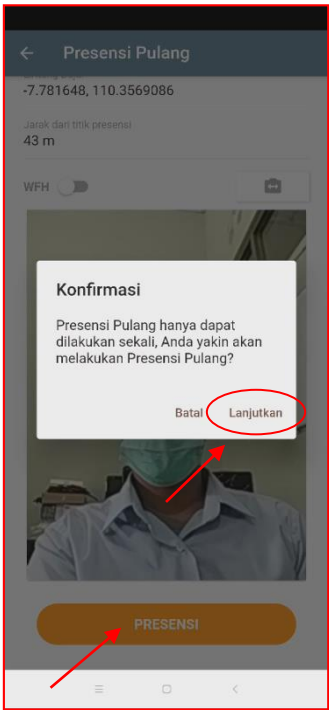 Presensi Pulang
-7.781648, 110.3569086
Jarak dari titik presensi
43 m
WFH
Konfirmasi
Presensi Pulang hanya dapat
dilakukan sekali, Anda yakin akan
melakukan Presensi Pulang?
Batal Lanjutkan
PRESENSI